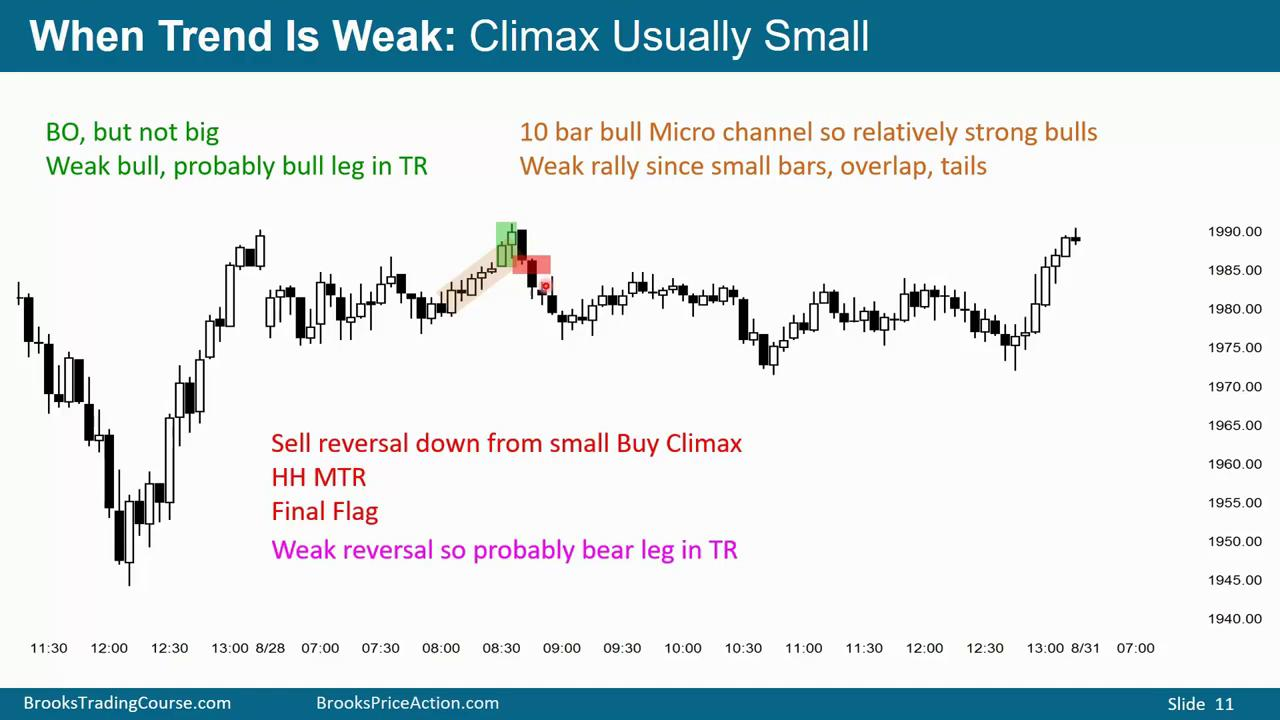 When Trend Is Weak: Climax Usually Small
BO, but not big
Weak bull, probably bull leg in TR
10 bar bull Micro channel so relatively strong bulls
Weak rally since small bars, overlap, tails
1990.00
1985.00
1980.00
1975.00
1970.00
1965.00
1960.00
1955.00
1950.00
1945.00
1940.00
Sell reversal down from small Buy Climax
HH MTR
Final Flag
Weak reversal so probably bear leg in TR
11:30 12:00 12:30 13:00 8/28 07:00 07:30 08:00 08:30 09:00 09:30 10:00 10:30 11:00 11:30 12:00 12:30 13:00 8/31 07:00
BrooksTradingCourse.com BrooksPriceAction.com Slide 11